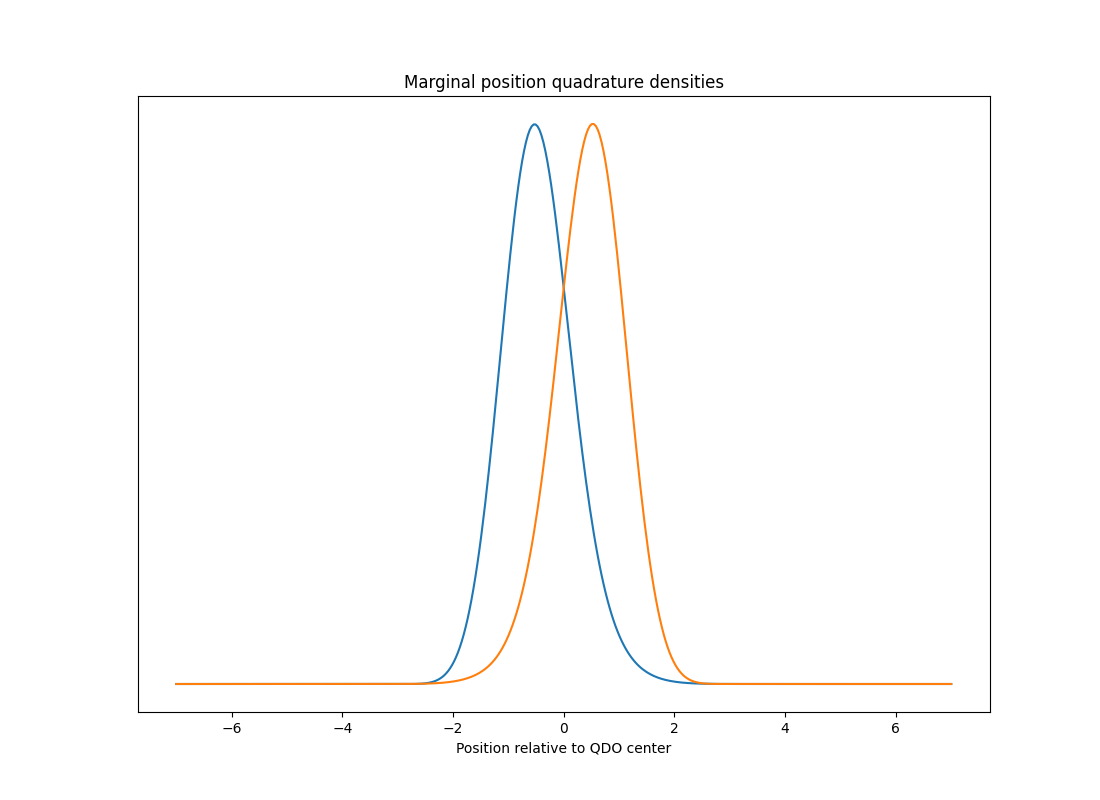 Marginal position quadrature densities
−6 −4 −2 0 2 4 6
Position relative to QDO center